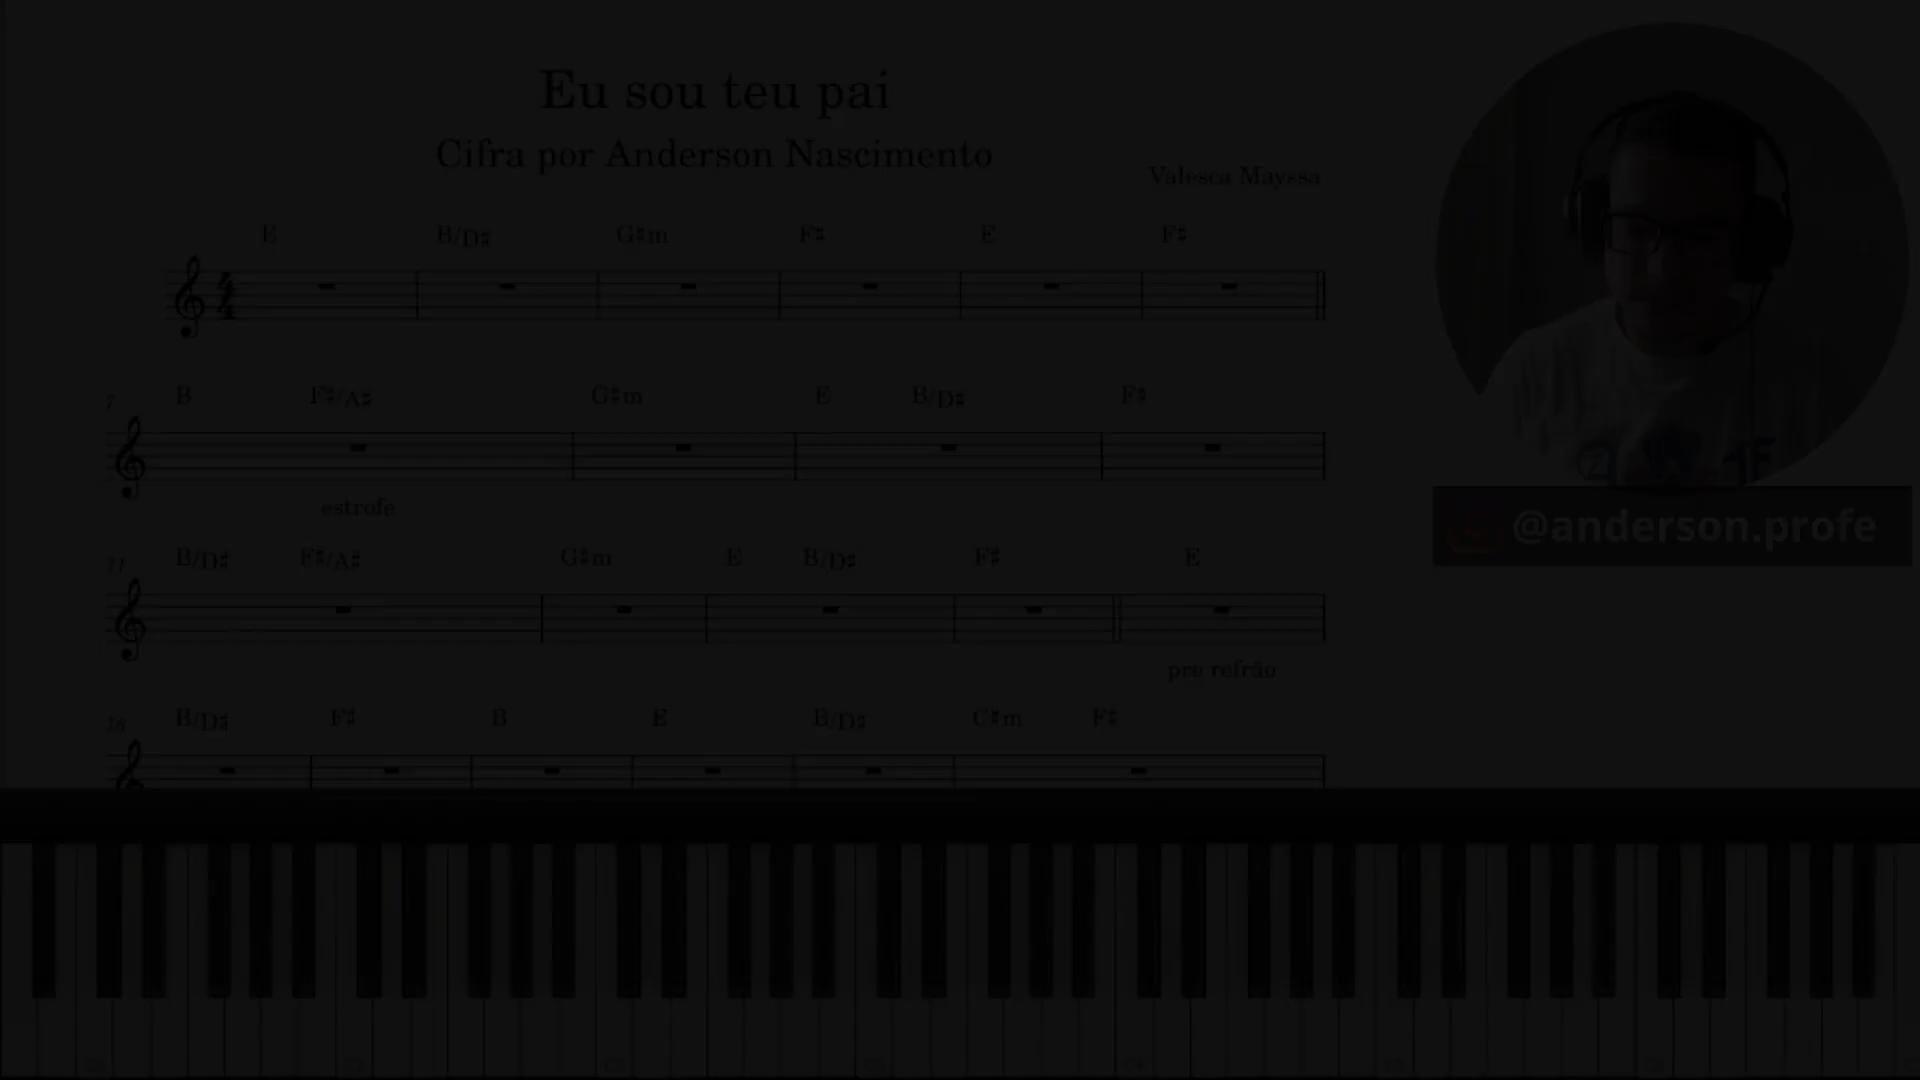 Eu sou teu pai
Cifra por Anderson Nascimento
Valesca Mayssa
E B/D♯ G♯m F♯ E F♯
7 B F♯/A♯ G♯m E B/D♯ F♯
estrofe
@anderson.profe
11 B/D♯ F♯/A♯ G♯m E B/D♯ F♯ E
pre refrão
16 B/D♯ F♯ B E B/D♯ C♯m F♯